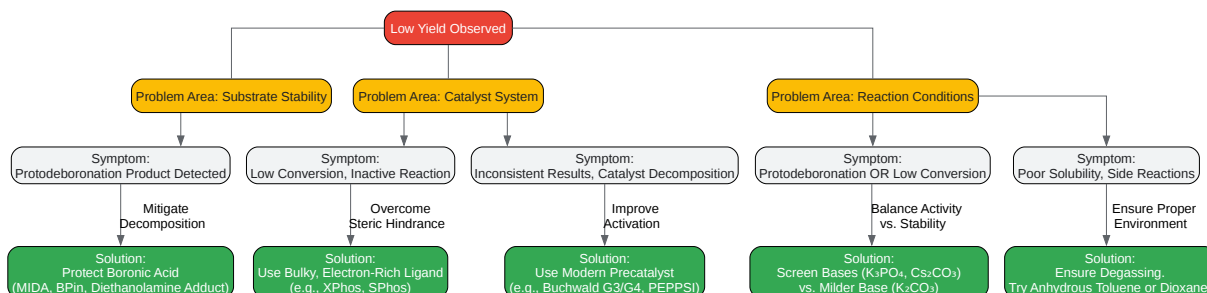 Low Yield Observed
Problem Area: Substrate Stability
Problem Area: Catalyst System
Problem Area: Reaction Conditions
Symptom:
Protodeboronation Product Detected
Symptom:
Low Conversion, Inactive Reaction
Symptom:
Inconsistent Results, Catalyst Decomposition
Symptom:
Protodeboronation OR Low Conversion
Symptom:
Poor Solubility, Side Reactions
Mitigate
Decomposition
Overcome
Steric Hindrance
Improve
Activation
Balance Activity
vs. Stability
Ensure Proper
Environment
Solution:
Protect Boronic Acid
(MIDA, BPin, Diethanolamine Adduct)
Solution:
Use Bulky, Electron-Rich Ligand
(e.g., XPhos, SPhos)
Solution:
Use Modern Precatalyst
(e.g., Buchwald G3/G4, PEPPSI)
Solution:
Screen Bases (K₃PO₄, Cs₂CO₃)
vs. Milder Base (K₂CO₃)
Solution:
Ensure Degassing.
Try Anhydrous Toluene or Dioxane